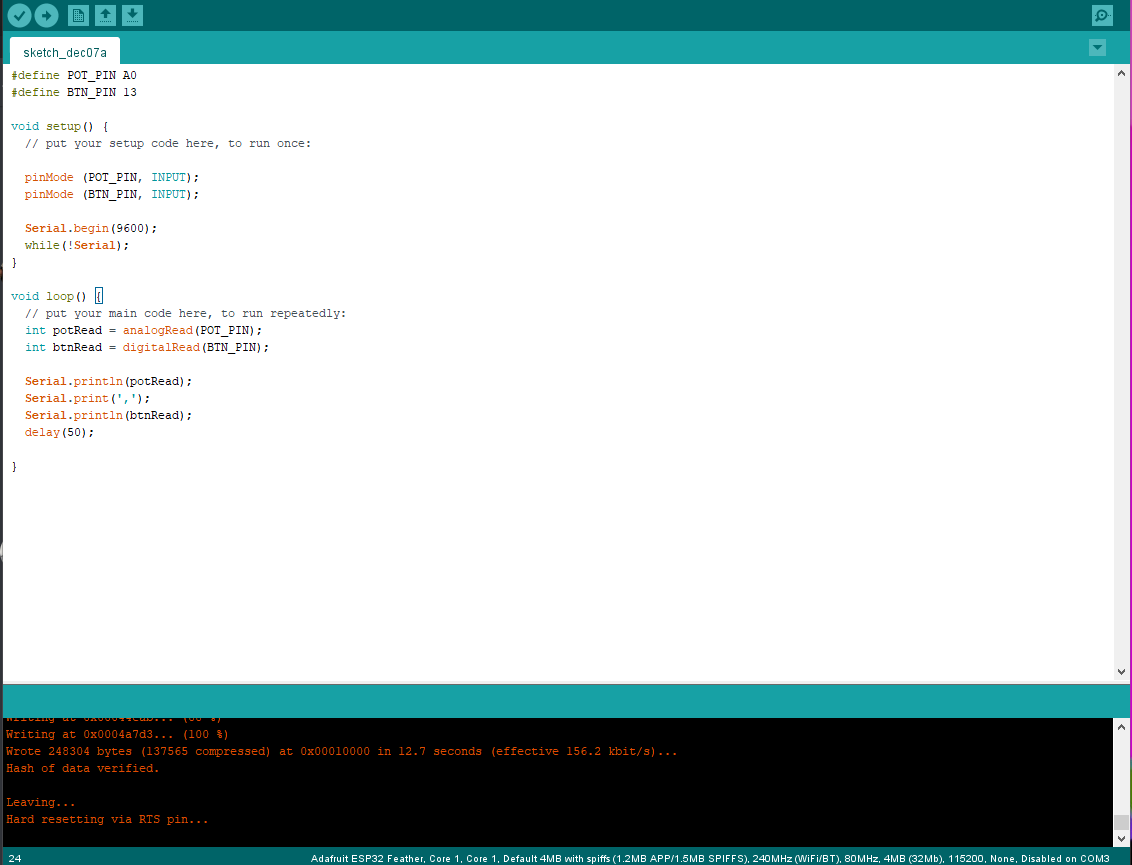 sketch_dec07a
#define POT_PIN A0
#define BTN_PIN 13
void setup() {
// put your setup code here, to run once:
pinMode (POT_PIN, INPUT);
pinMode (BTN_PIN, INPUT);
Serial.begin(9600);
while(!Serial);
}
void loop() {
// put your main code here, to run repeatedly:
int potRead = analogRead(POT_PIN);
int btnRead = digitalRead(BTN_PIN);
Serial.println(potRead);
Serial.print(',');
Serial.println(btnRead);
delay(50);
}
Writing at
Writing at 0x0004a7d3... (100 %)
Wrote 248304 bytes (137565 compressed) at 0x00010000 in 12.7 seconds (effective 156.2 kbit/s)...
Hash of data verified.
Leaving...
Hard resetting via RTS pin...
24
Adafruit ESP32 Feather, Core 1, Core 1, Default 4MB with spiffs (1.2MB APP/1.5MB SPIFFS), 240MHz (WiFi/BT), 80MHz, 4MB (32Mb), 115200, None, Disabled on COM3